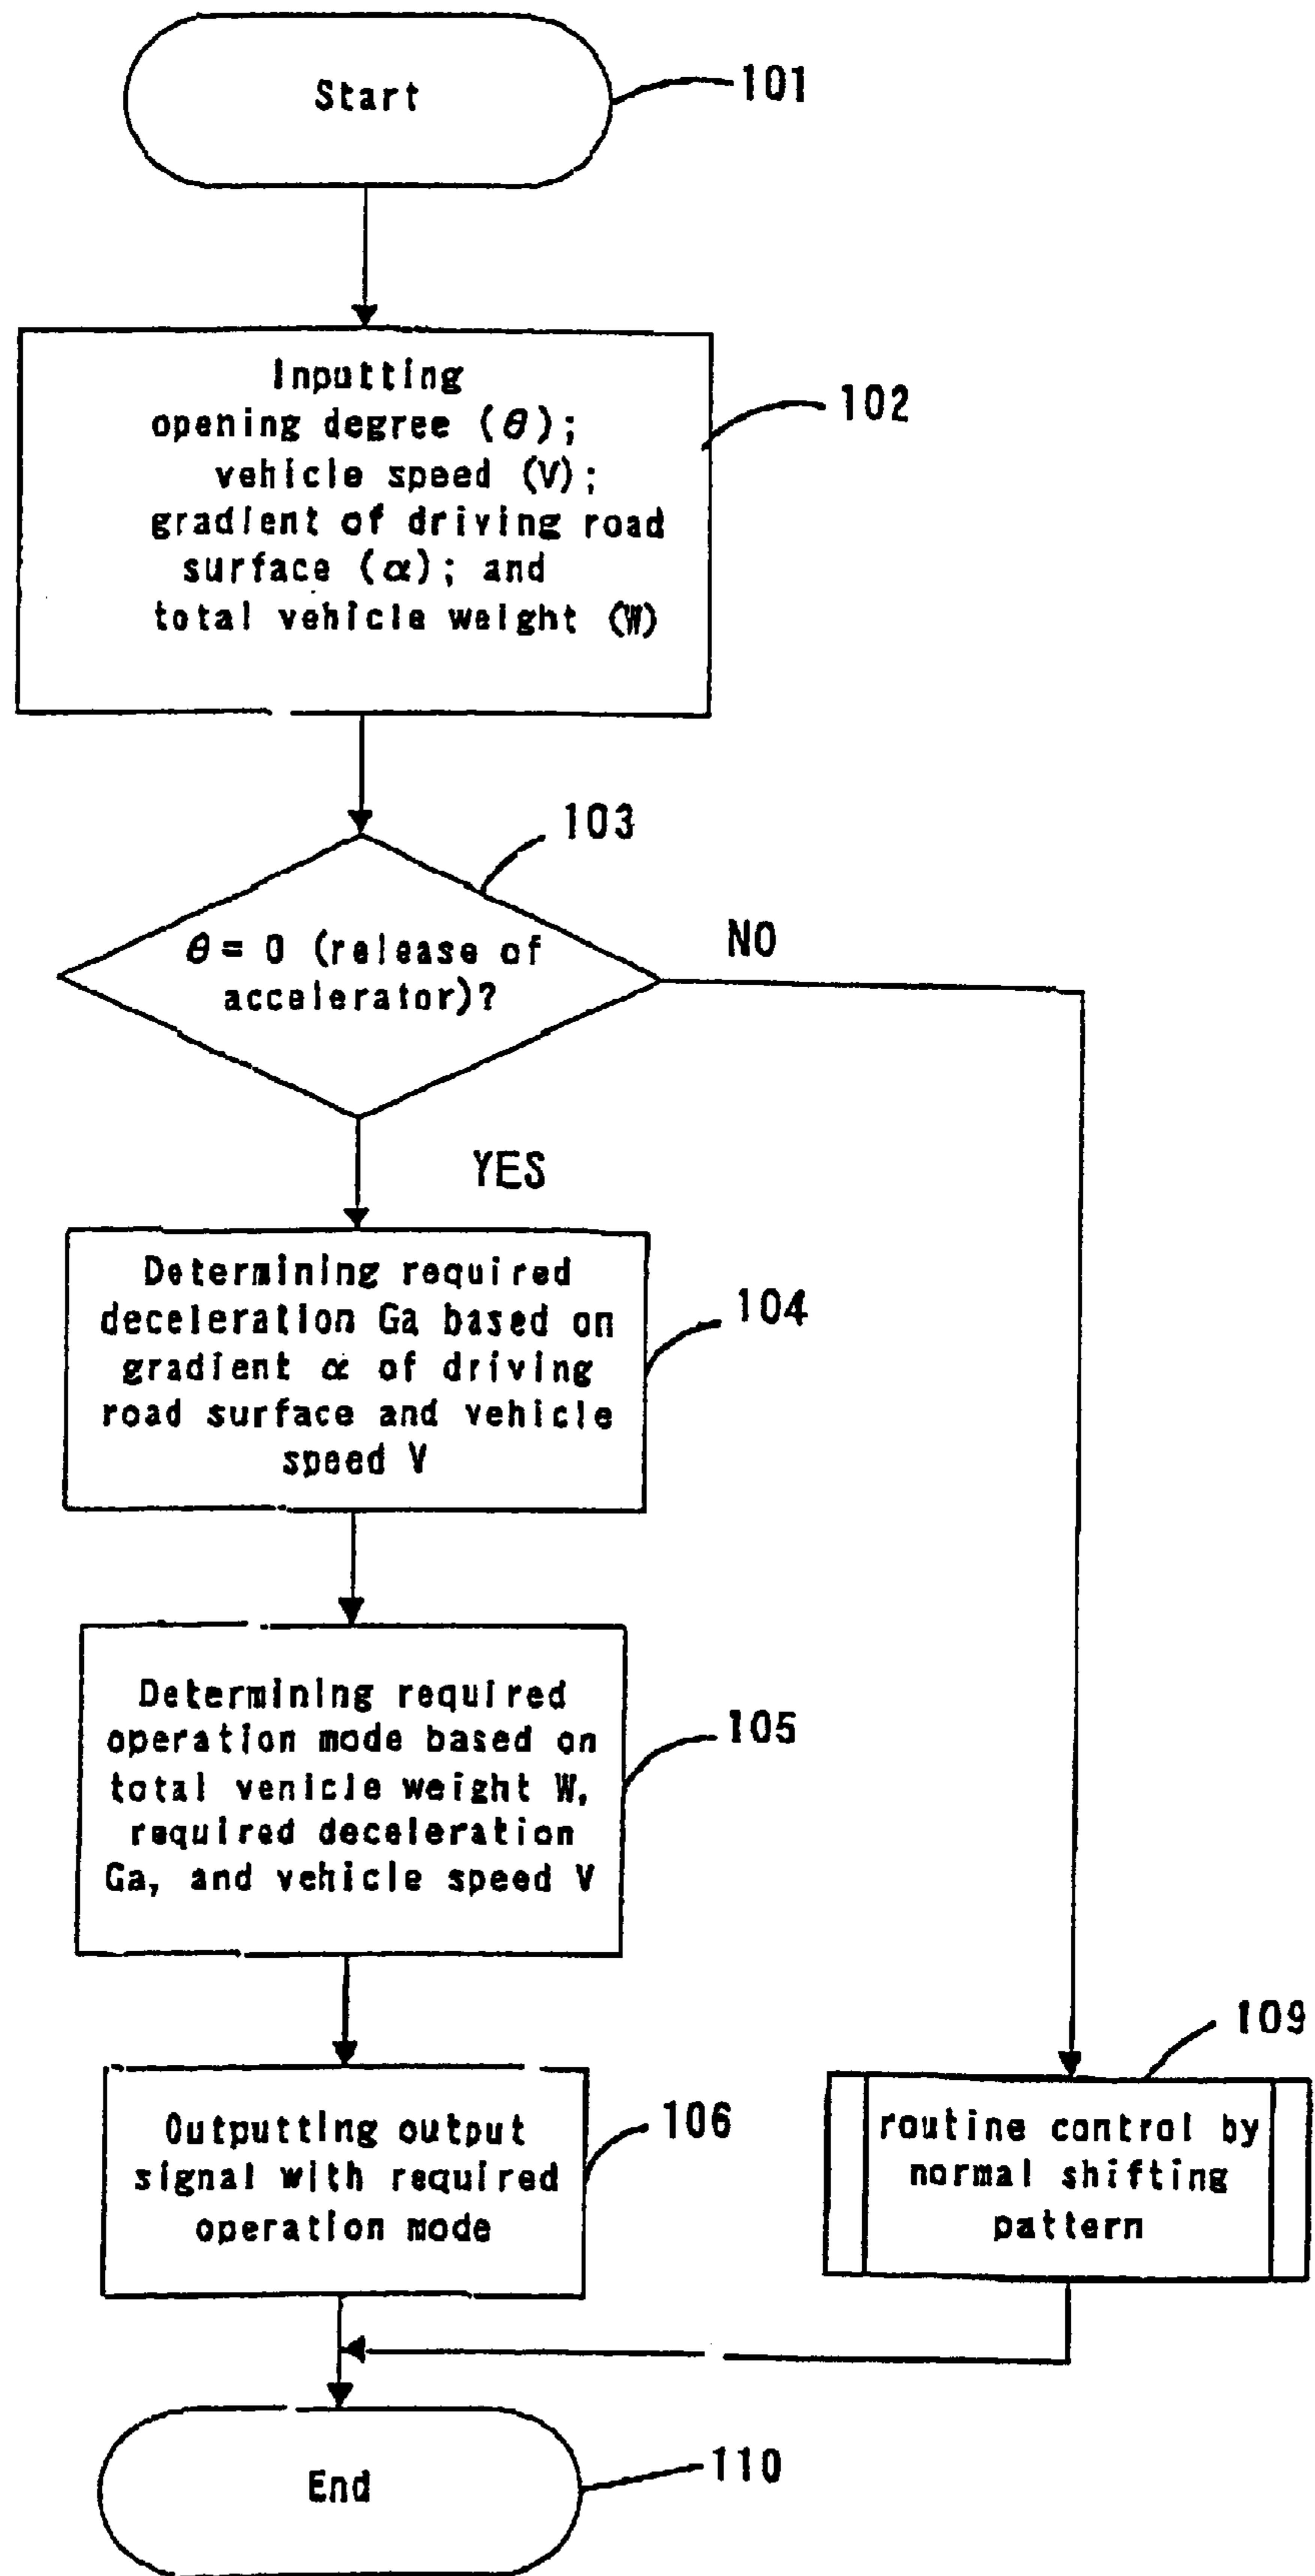 Start
101
Inputting
opening degree (θ);
vehicle speed (V);
gradient of driving road
surface (α); and
total vehicle weight (W)
102
103
θ = 0 (release of
accelerator)?
NO
YES
Determining required
deceleration Ga based on
gradient α of driving
road surface and vehicle
speed V
104
Determining required
operation mode based on
total venicle weight W,
required deceleration
Ga, and vehicle speed V
105
Outputting output
signal with required
operation mode
106
109
routine control by
normal shifting
pattern
End
110